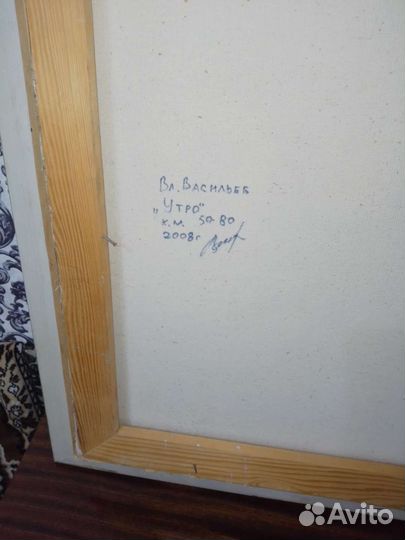 Вл. Васильев
„Утро“
х.м. 50-80
2008г
Avito